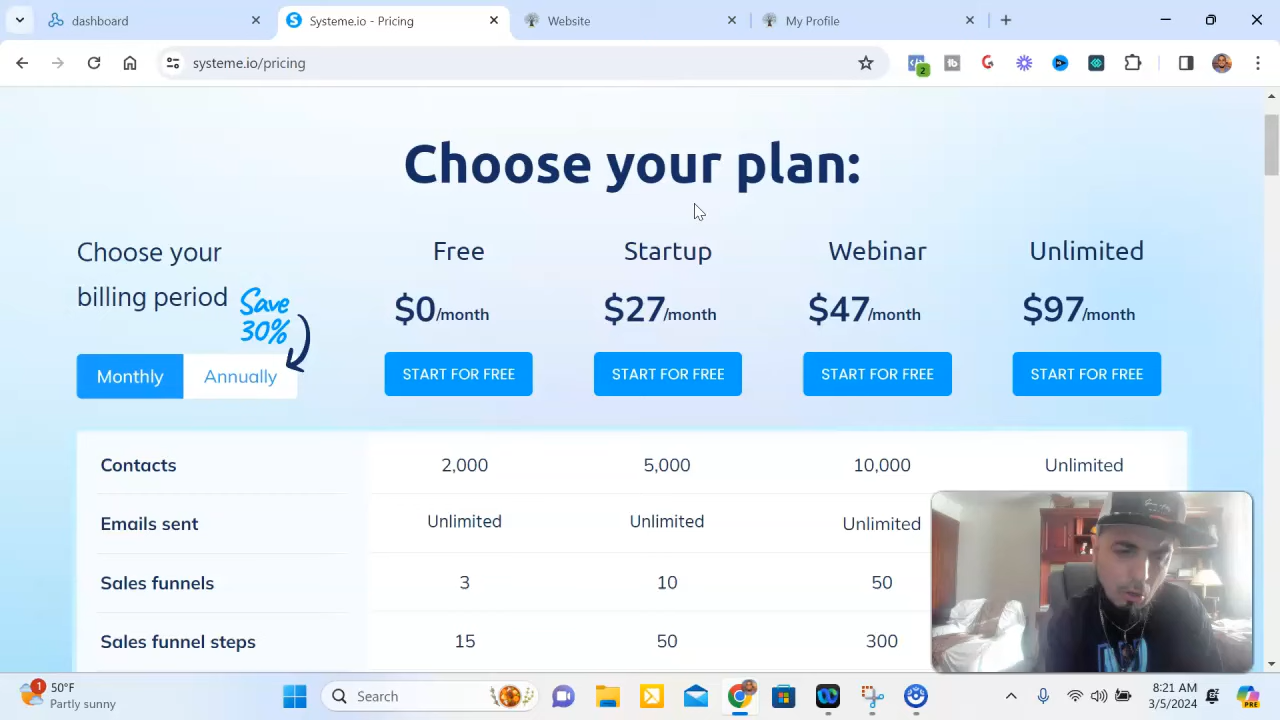 dashboard
Systeme.io - Pricing
Website
My Profile
systeme.io/pricing
2
Choose your plan:
Choose your
billing period
Save
30%
Monthly
Annually
Free
Startup
Webinar
Unlimited
$0/month
$27/month
$47/month
$97/month
START FOR FREE
START FOR FREE
START FOR FREE
START FOR FREE
Contacts
2,000
5,000
10,000
Unlimited
Emails sent
Unlimited
Unlimited
Unlimited
Sales funnels
3
10
50
Sales funnel steps
15
50
300
1
50°F
Partly sunny
Search
8:21 AM
3/5/2024
PRE